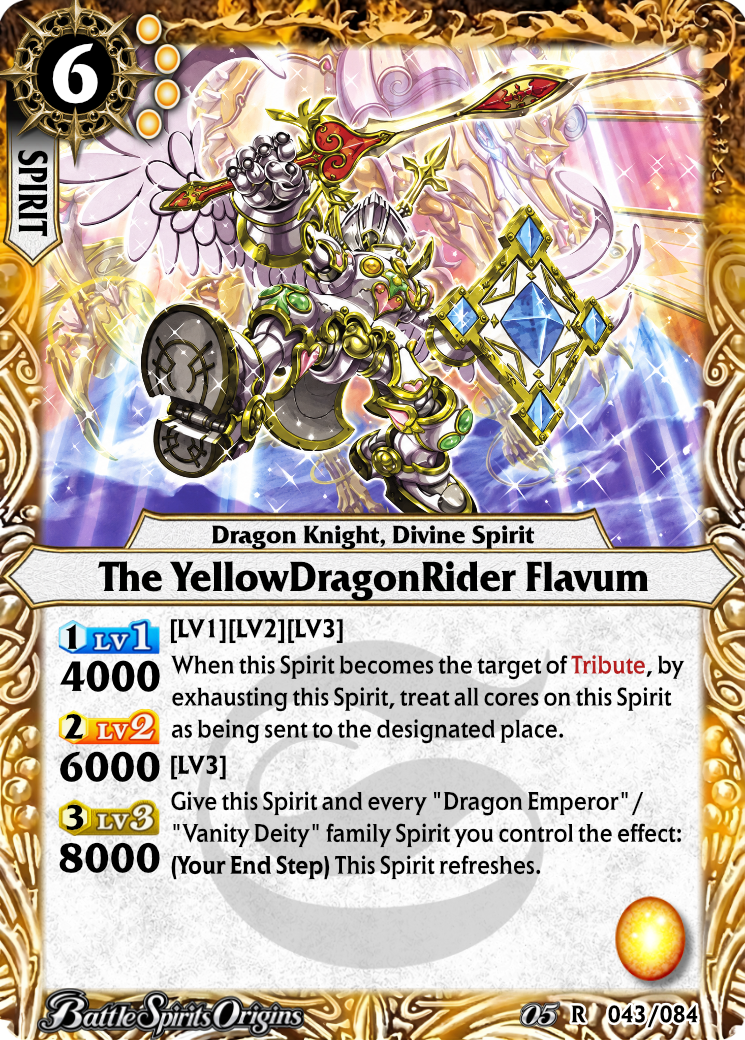 6
SPIRIT
Dragon Knight, Divine Spirit
The YellowDragonRider Flavum
1 LV1
4000
2 LV2
6000
3 LV3
8000
[LV1][LV2][LV3]
When this Spirit becomes the target of Tribute, by
exhausting this Spirit, treat all cores on this Spirit
as being sent to the designated place.
[LV3]
Give this Spirit and every "Dragon Emperor"/
"Vanity Deity" family Spirit you control the effect:
(Your End Step) This Spirit refreshes.
Battle Spirits Origins
05 R 043/084